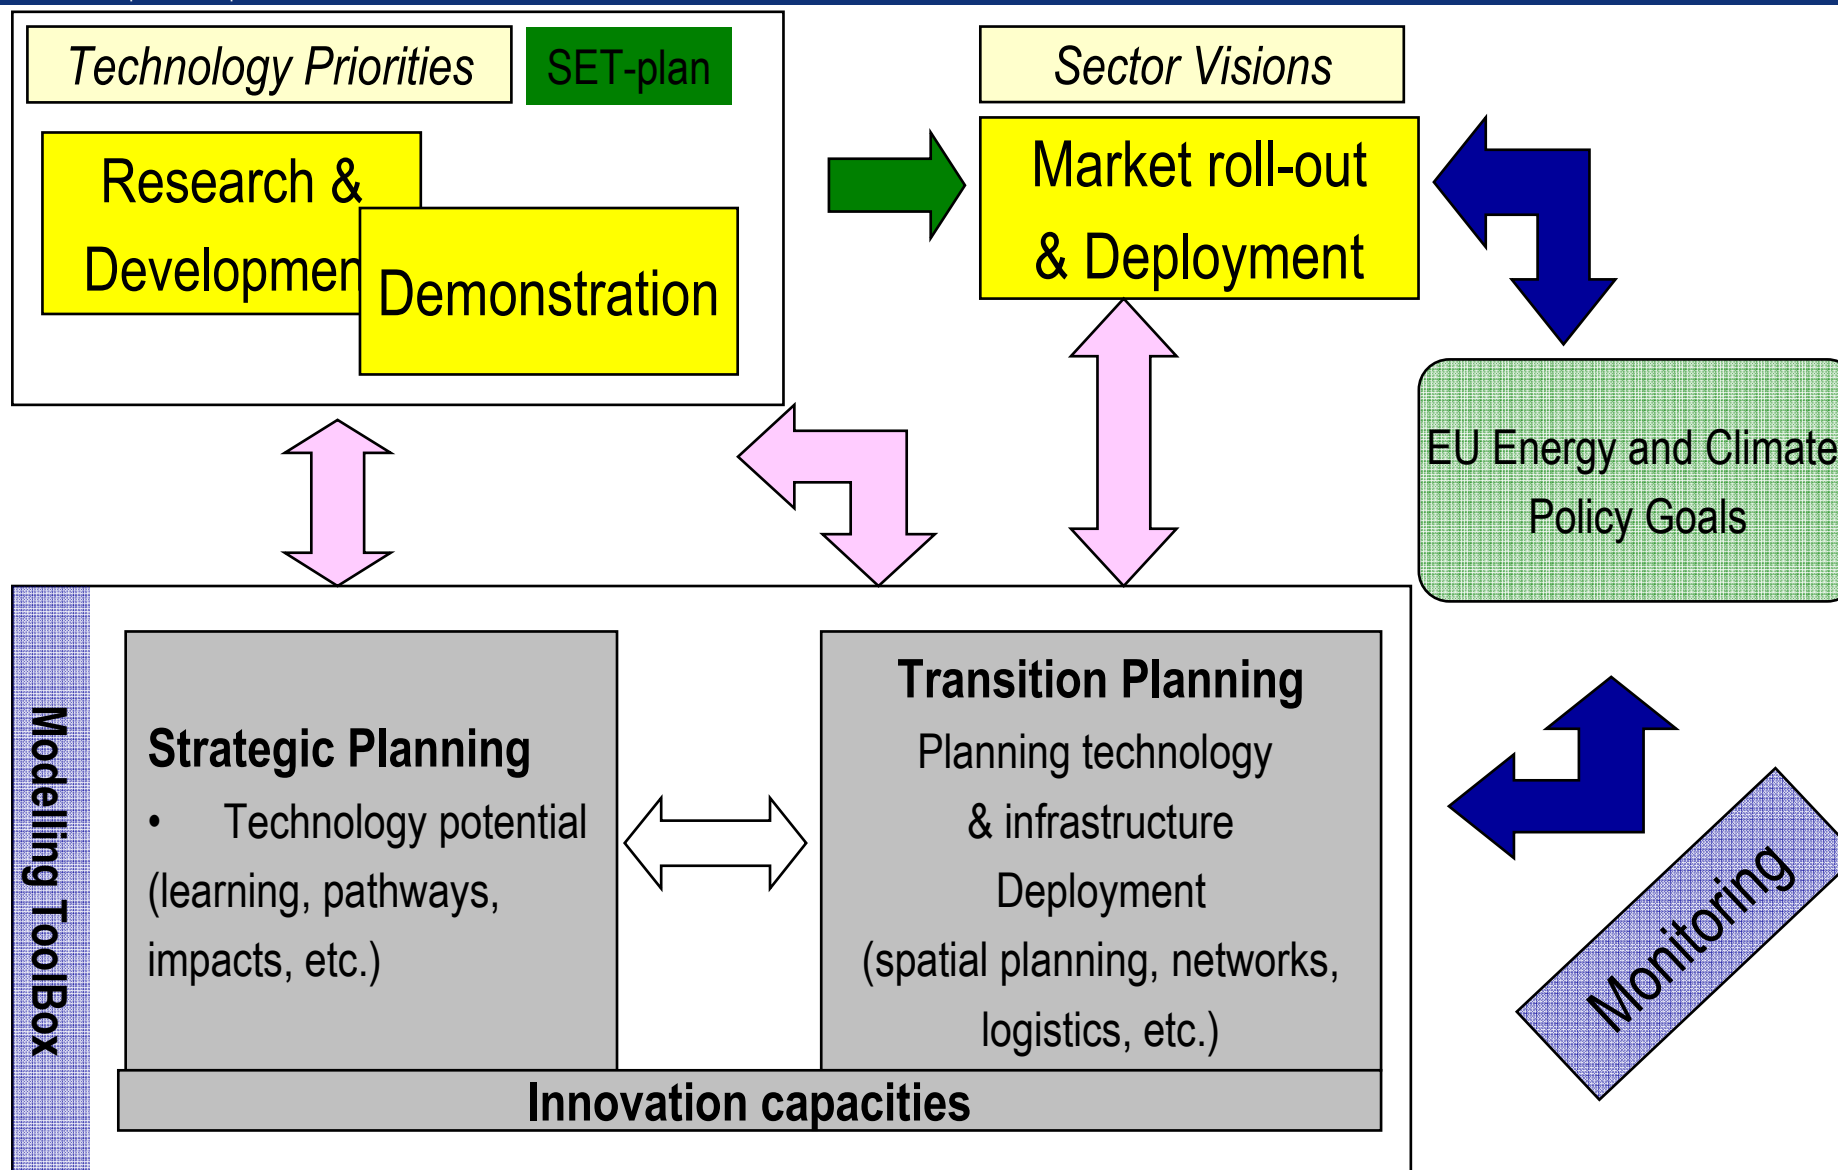 Technology Priorities
SET-plan
Research &
Developmen
Demonstration
Sector Visions
Market roll-out
& Deployment
EU Energy and Climate
Policy Goals
Modelling ToolBox
Strategic Planning
• Technology potential
(learning, pathways,
impacts, etc.)
Transition Planning
Planning technology
& infrastructure
Deployment
(spatial planning, networks,
logistics, etc.)
Innovation capacities
Monitoring